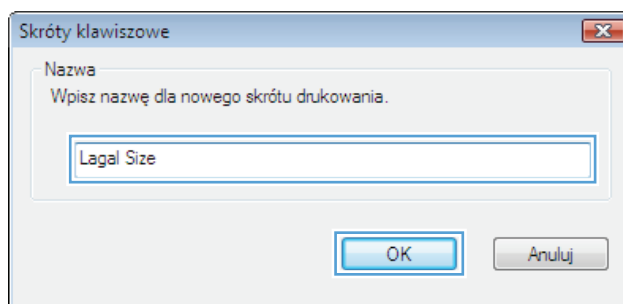 Skróty klawiszowe
Nazwa
Wpisz nazwę dla nowego skrótu drukowania.
Lagal Size
OK
Anuluj